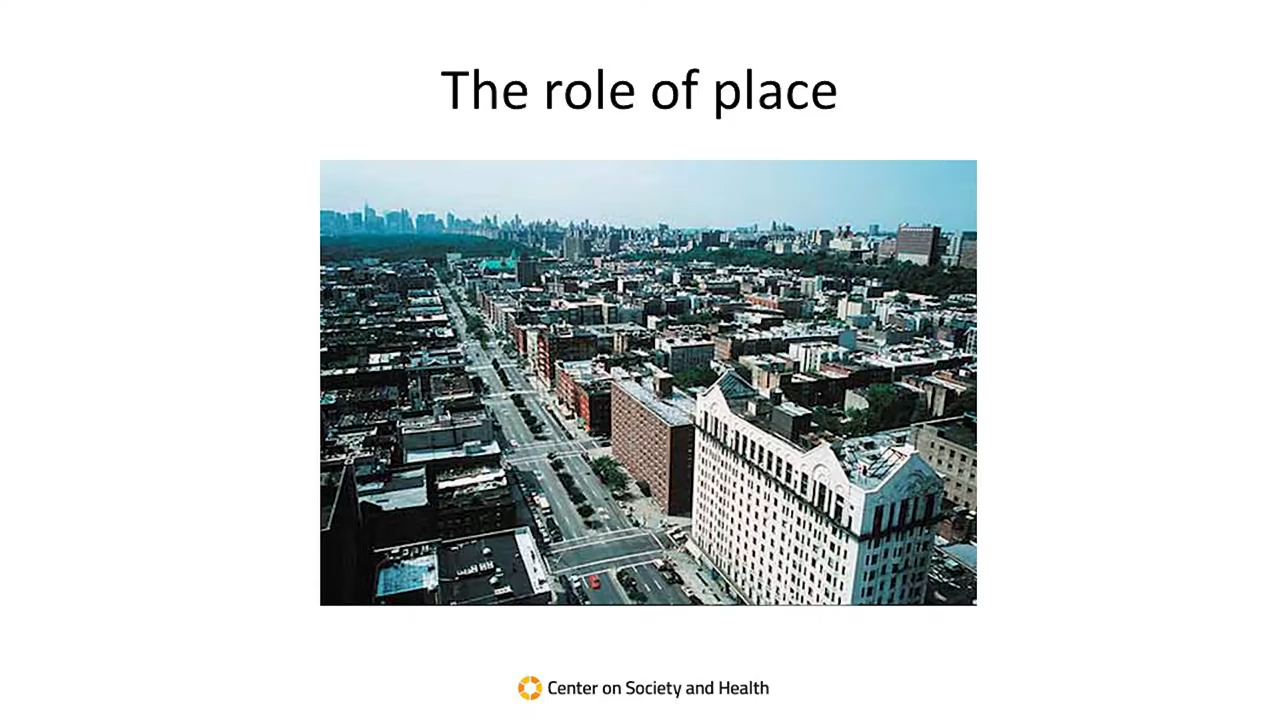 The role of place
Center on Society and Health